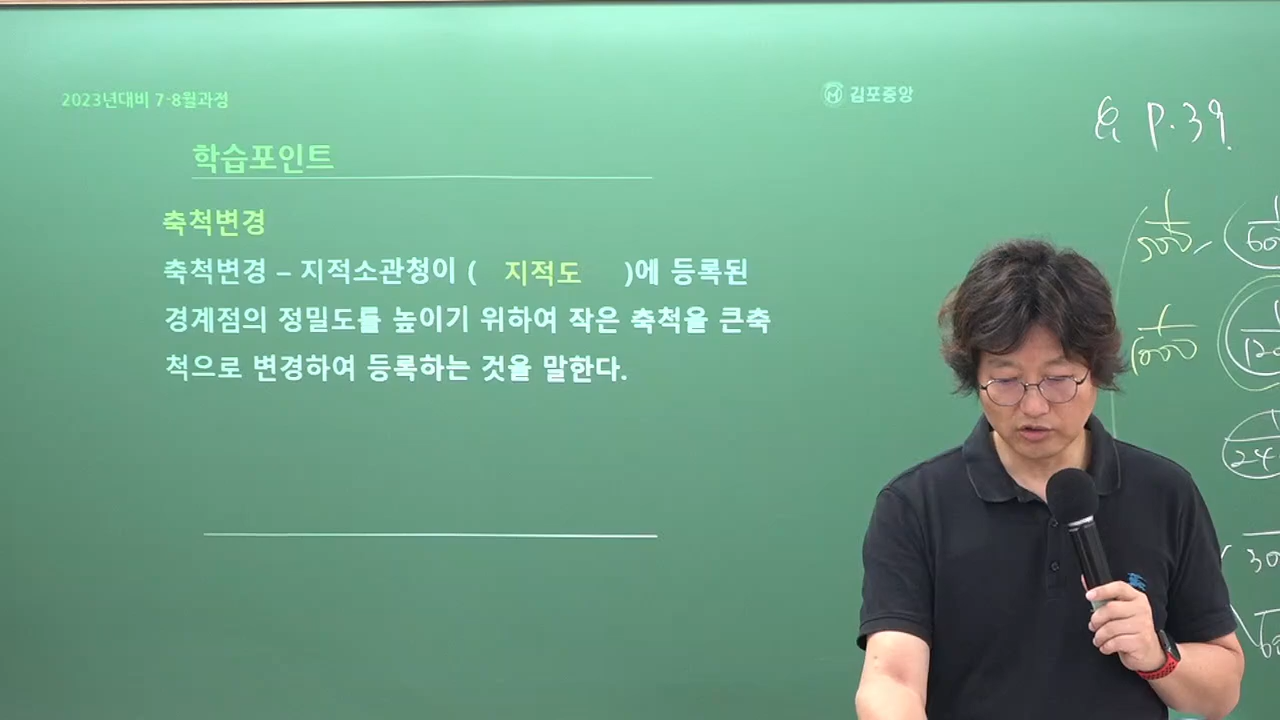 2023년대비 7-8월과정
김포중앙
학습포인트
축척변경
축척변경 – 지적소관청이 ( 지적도 )에 등록된
경계점의 정밀도를 높이기 위하여 작은 축척을 큰축
척으로 변경하여 등록하는 것을 말한다.
P.39
1
500
1
1000